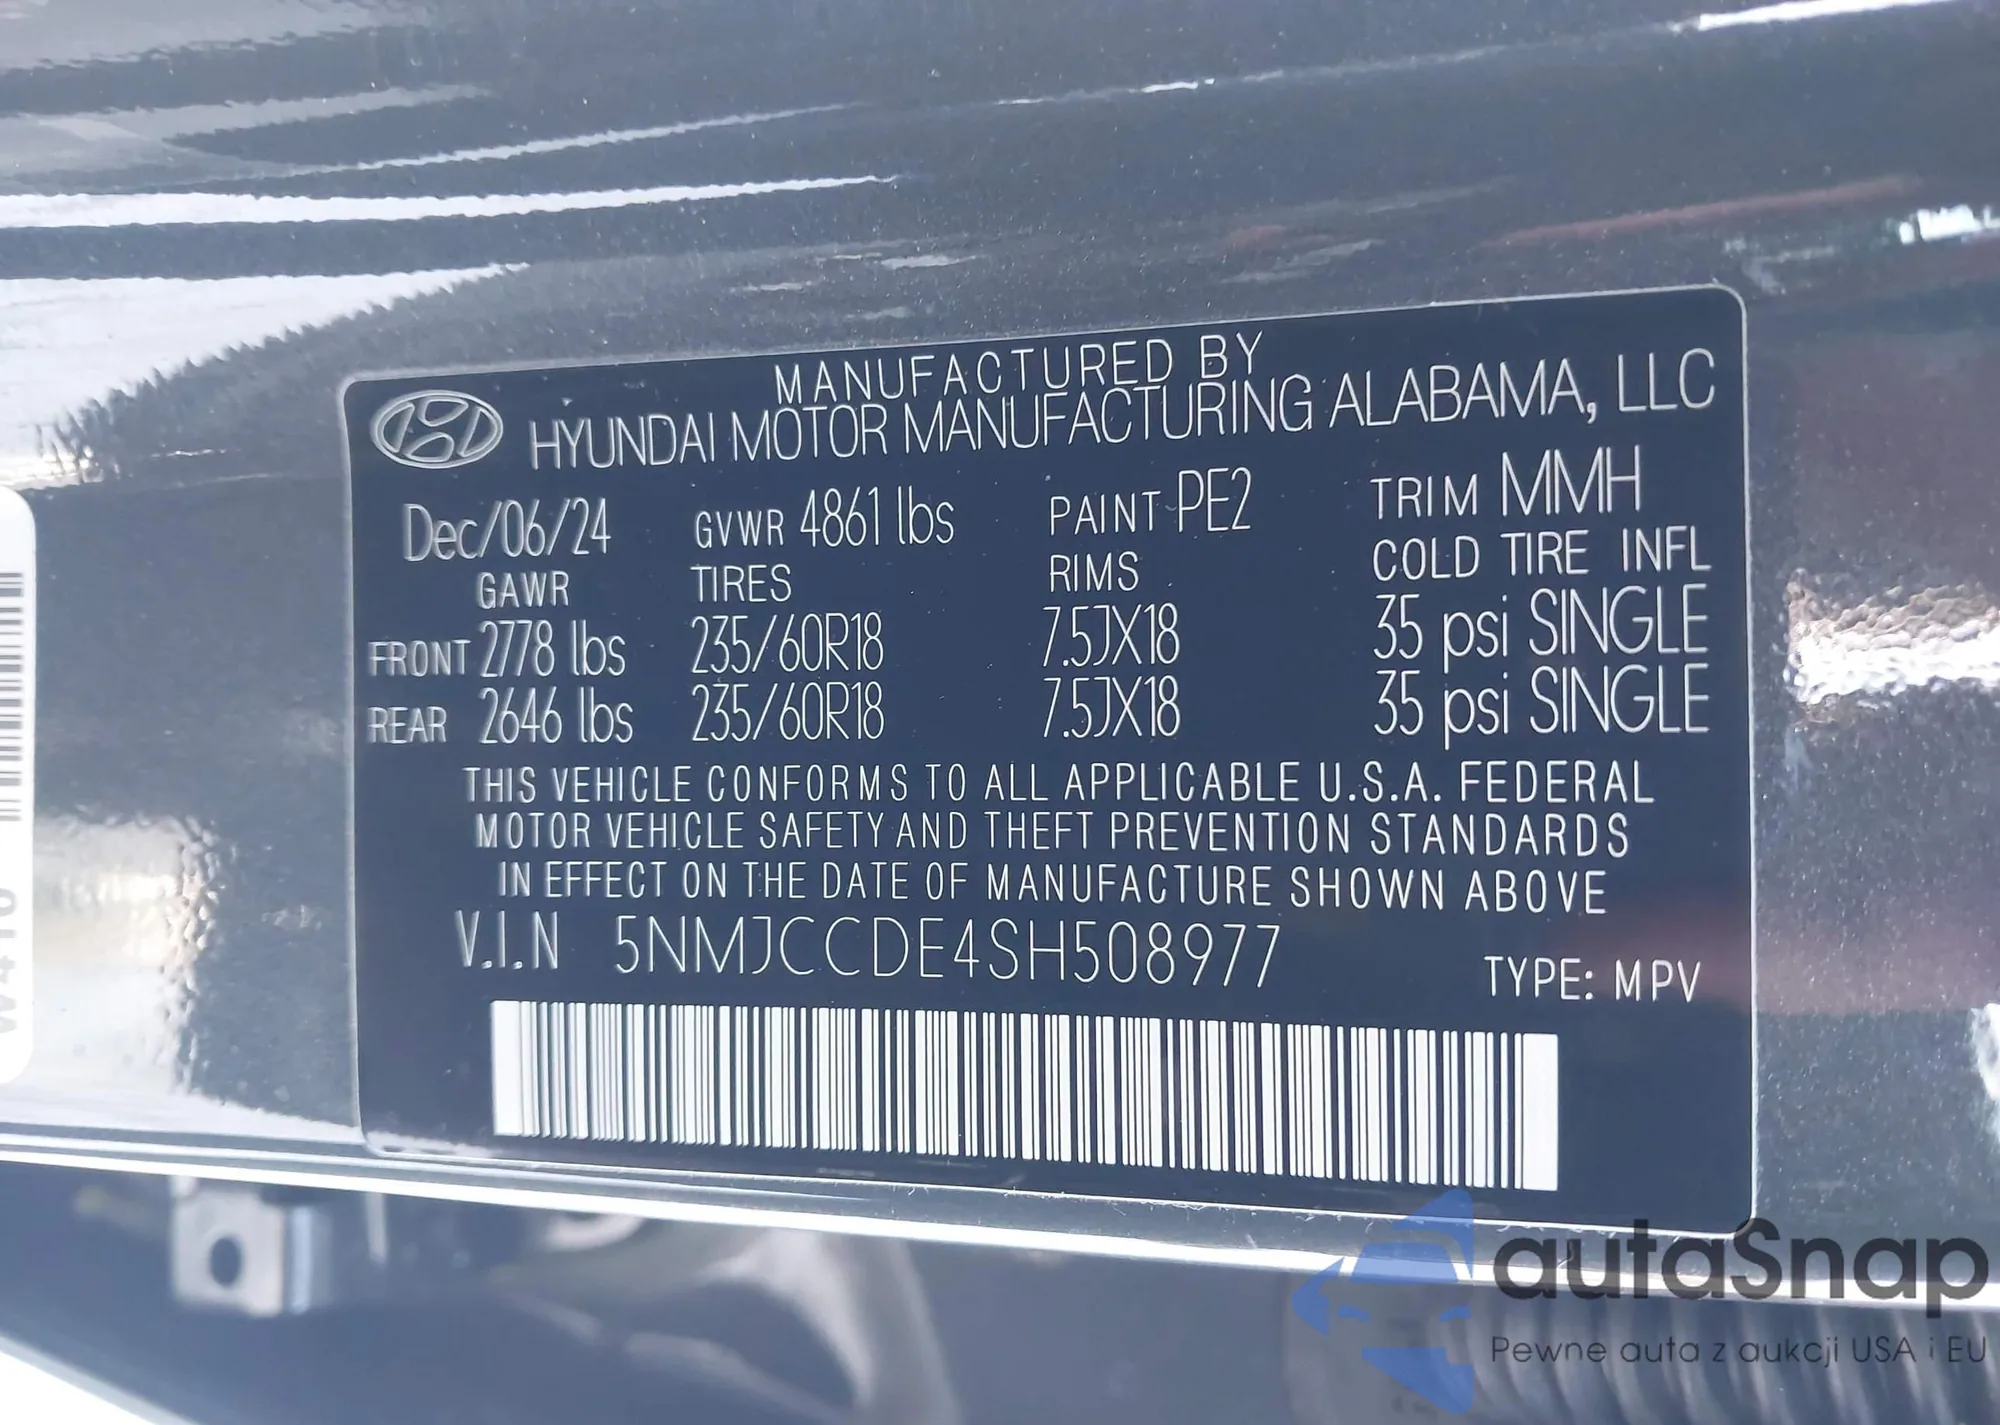 MANUFACTURED BY
HYUNDAI MOTOR MANUFACTURING ALABAMA, LLC
Dec/06/24 GVWR 4861 lbs PAINT PE2 TRIM MMH
GAWR TIRES RIMS COLD TIRE INFL
FRONT 2778 lbs 235/60R18 7.5JX18 35 psi SINGLE
REAR 2646 lbs 235/60R18 7.5JX18 35 psi SINGLE
THIS VEHICLE CONFORMS TO ALL APPLICABLE U.S.A. FEDERAL
MOTOR VEHICLE SAFETY AND THEFT PREVENTION STANDARDS
IN EFFECT ON THE DATE OF MANUFACTURE SHOWN ABOVE
V.I.N 5NMJCCDE4SH508977
TYPE: MPV
autaSnap
Pewne auta z aukcji USA i EU